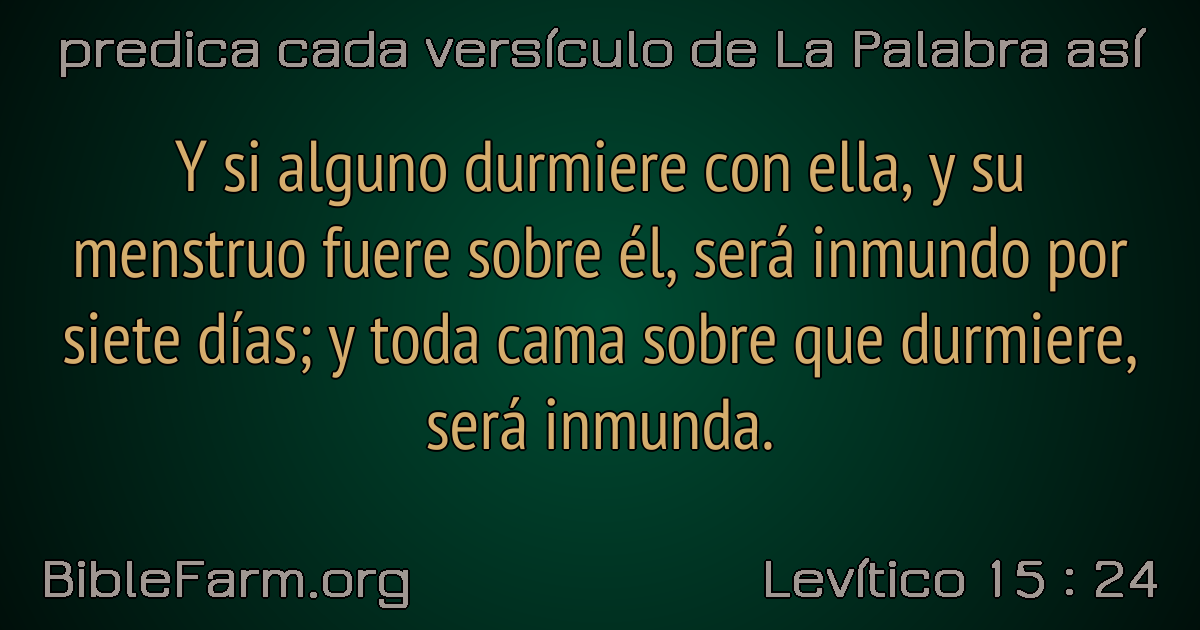 predica cada versículo de La Palabra así
Y si alguno durmiere con ella, y su
menstruo fuere sobre él, será inmundo por
siete días; y toda cama sobre que durmiere,
será inmunda.
BibleFarm.org
Levítico 15 : 24